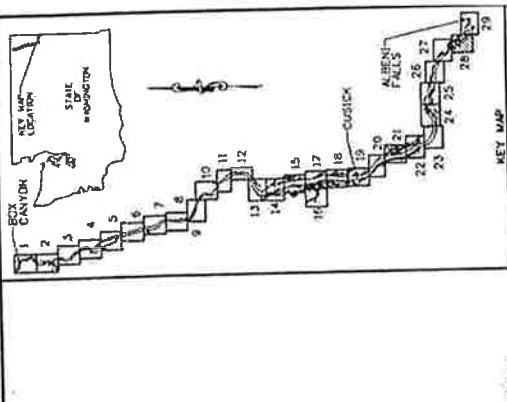 BOX
CANYON
KEY MAP
LOCATION
STATE
OF
WASHINGTON
1
2
3
4
5
6
7
8
9
10
11
12
13
14
15
16
17
18
CUSICK
19
20
21
22
23
24
25
26
27
ALBENI
FALLS
28
29
KEY MAP